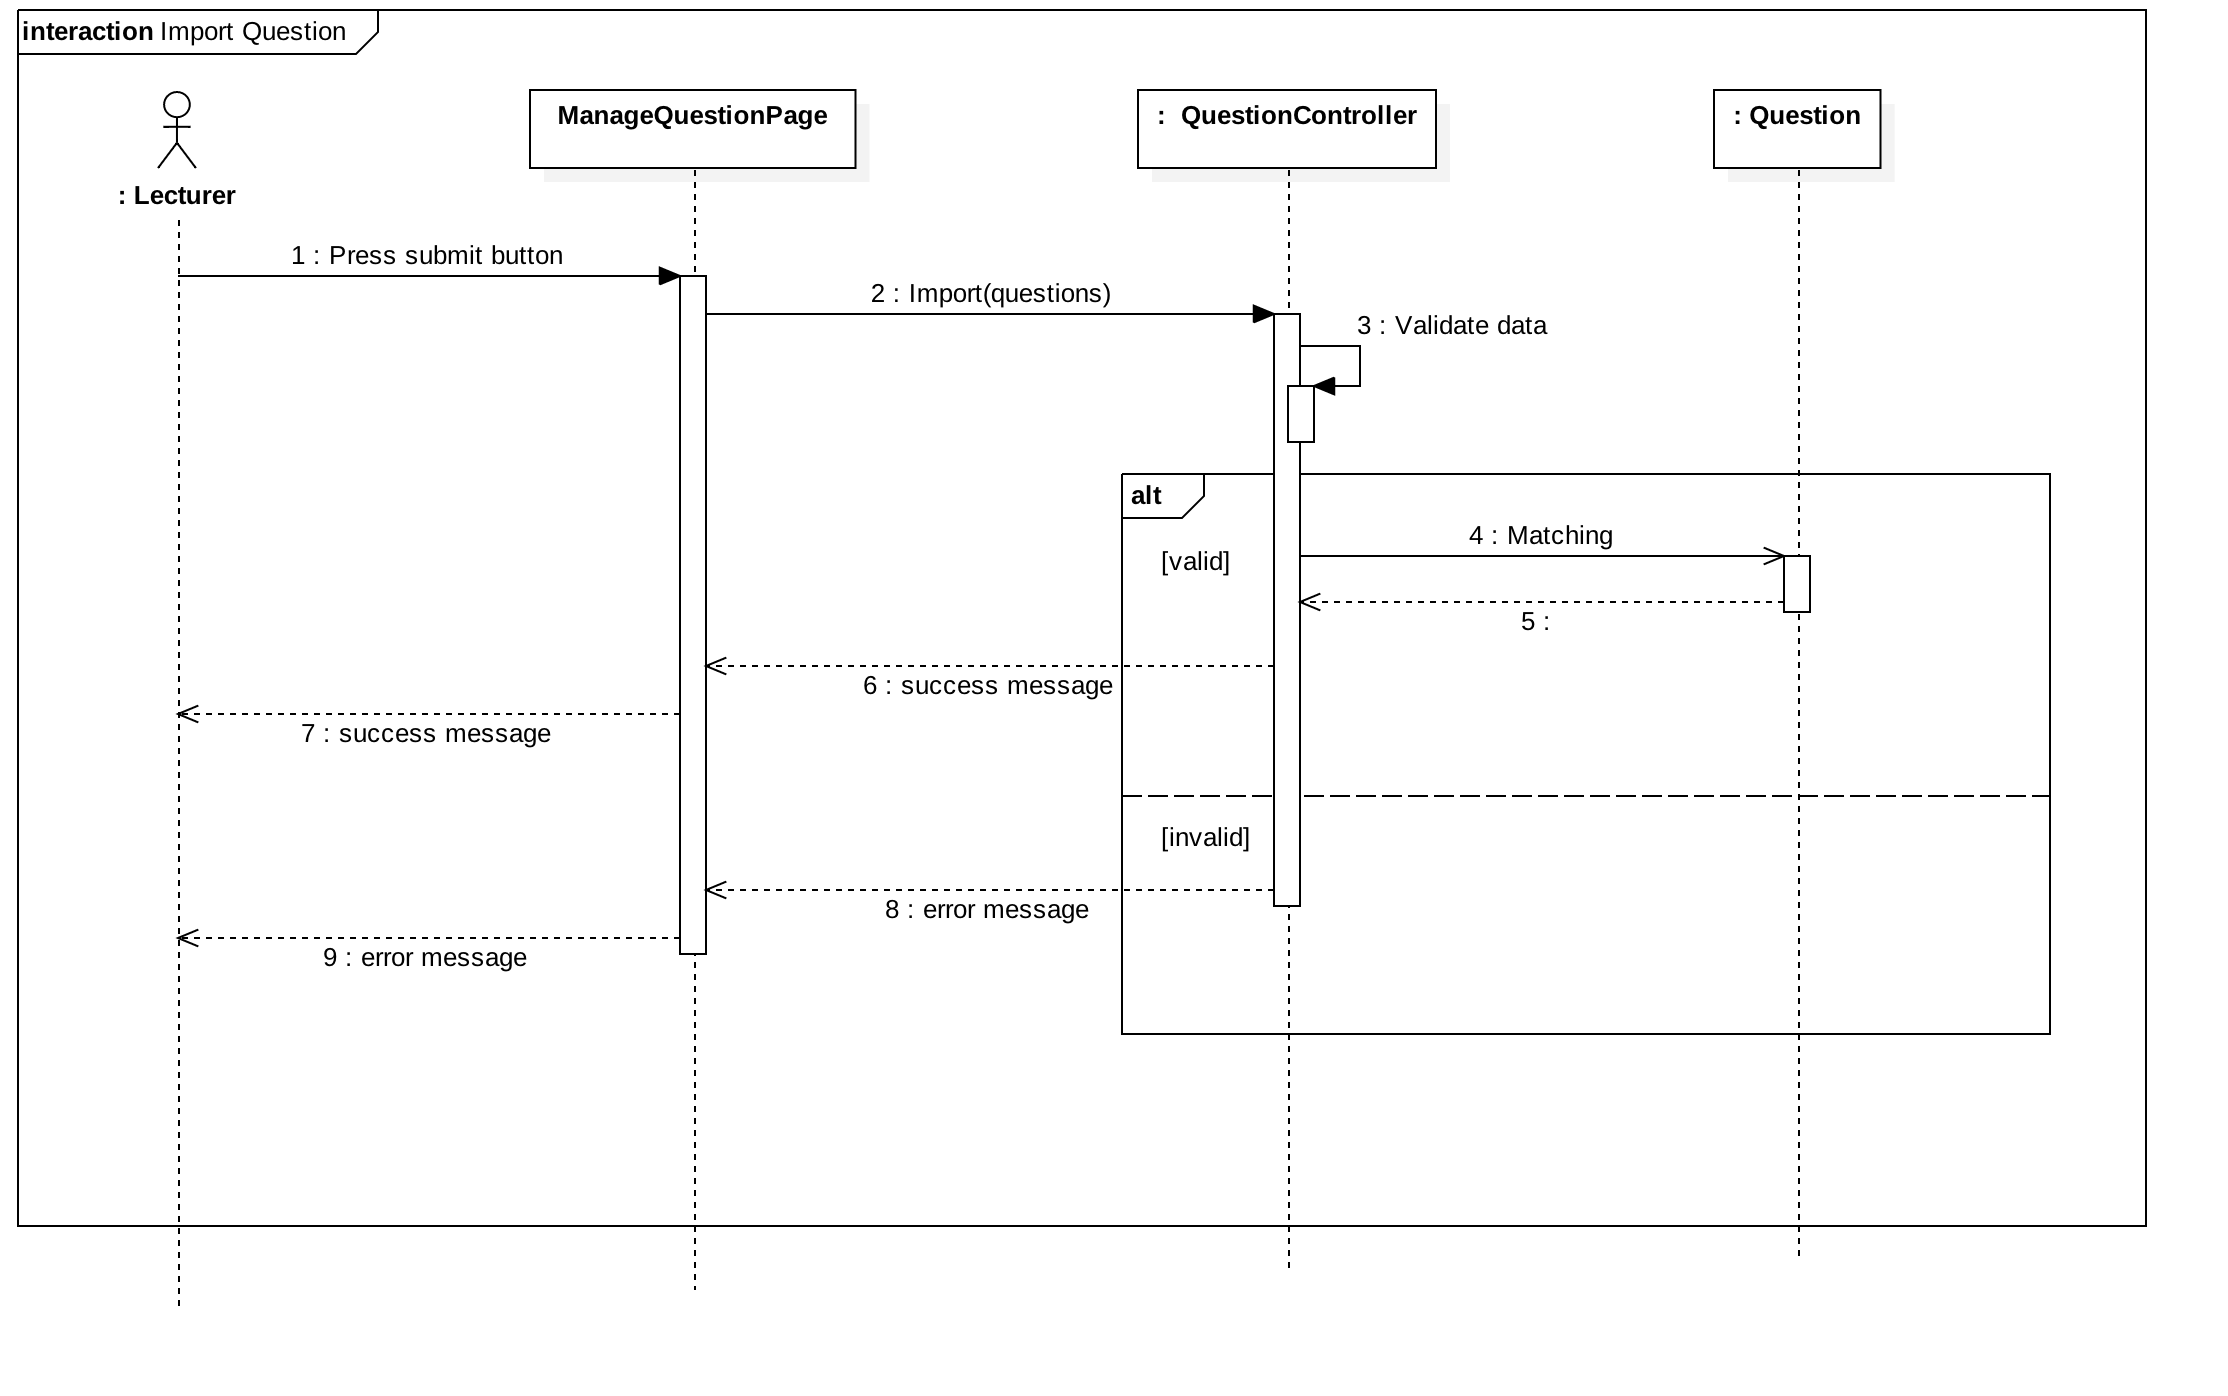 interaction Import Question
: Lecturer
ManageQuestionPage
: QuestionController
: Question
1 : Press submit button
2 : Import(questions)
3 : Validate data
alt
[valid]
4 : Matching
5 :
6 : success message
7 : success message
[invalid]
8 : error message
9 : error message